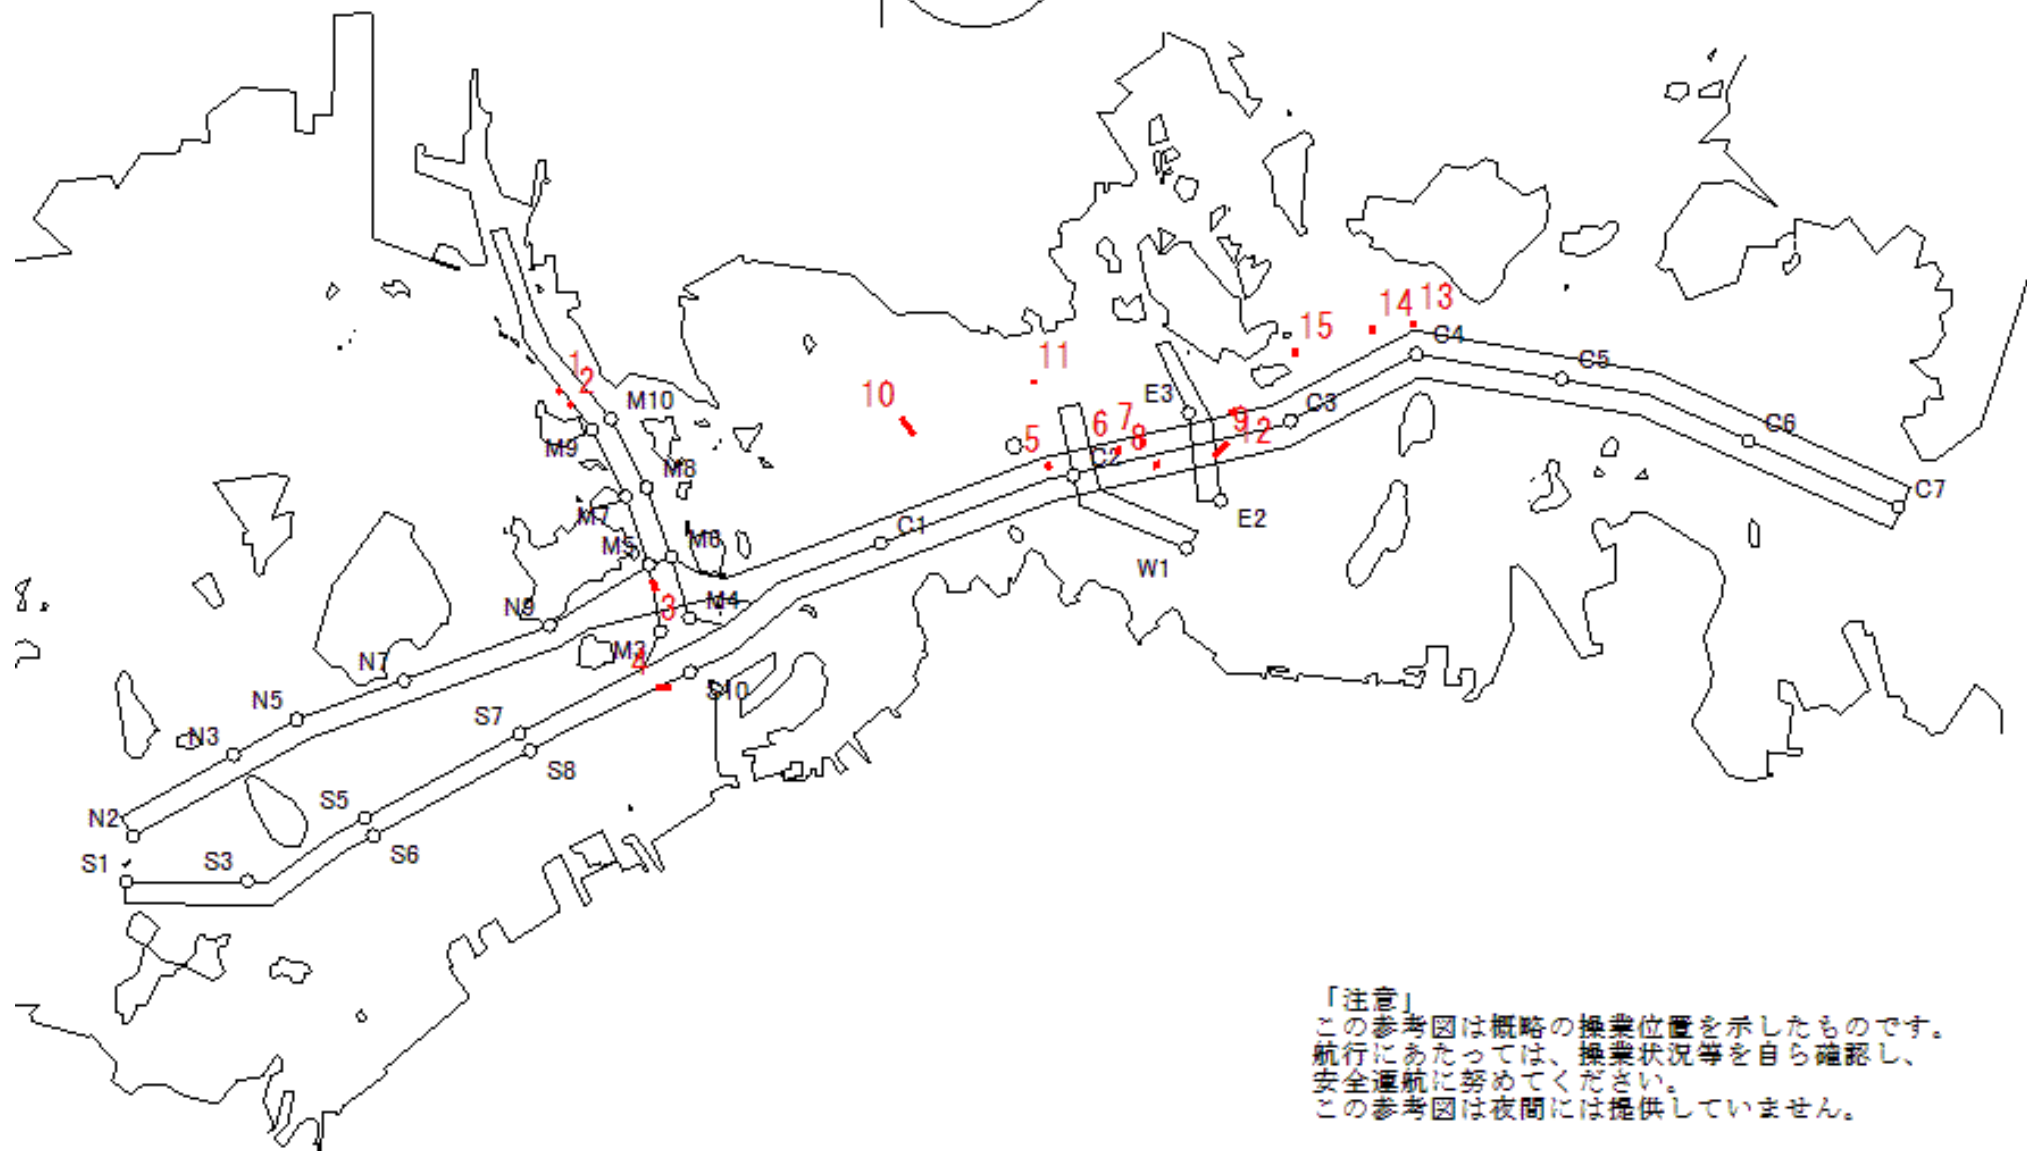 13
14
15
C4
11
C5
1
2
10
M10
E3
6
7
9
C3
5
8
12
C6
M9
C2
M8
C7
M7
E2
C1
M5
M6
W1
N9
3
M4
M3
4
N7
S10
N5
S7
N3
S8
S5
N2
S6
S1
S3
「注意」
この参考図は概略の操業位置を示したものです。
航行にあたっては、操業状況等を自ら確認し、
安全運航に努めてください。
この参考図は夜間には提供していません。